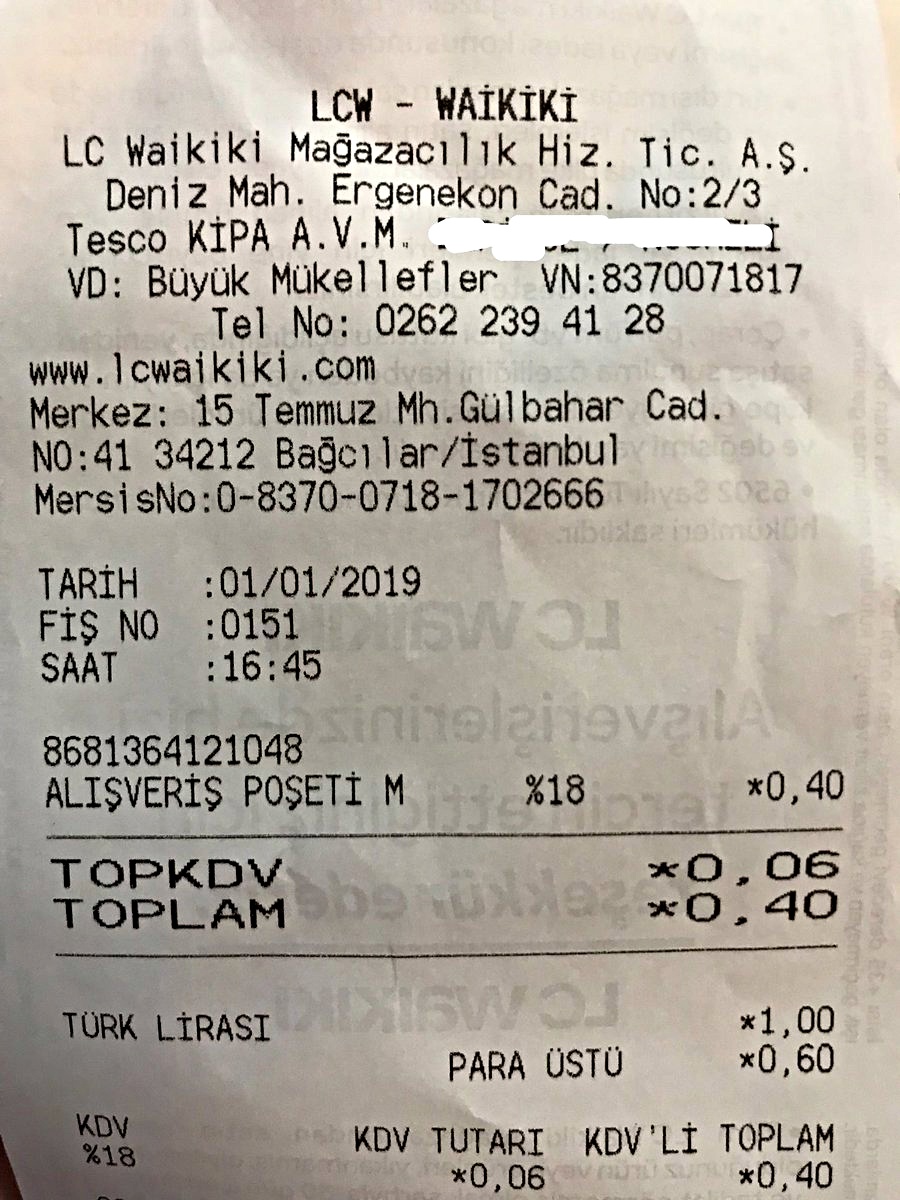 LCW - WAİKİKİ
LC Waikiki Mağazacılık Hiz. Tic. A.Ş.
Deniz Mah. Ergenekon Cad. No:2/3
Tesco KİPA A.V.M.
VD: Büyük Mükellefler VN:8370071817
Tel No: 0262 239 41 28
www.lcwaikiki.com
Merkez: 15 Temmuz Mh.Gülbahar Cad.
NO:41 34212 Bağcılar/İstanbul
MersisNo:0-8370-0718-1702666
TARİH :01/01/2019
FİŞ NO :0151
SAAT :16:45
8681364121048
ALIŞVERİŞ POŞETİ M %18 *0,40
TOPKDV *0,06
TOPLAM *0,40
TÜRK LİRASI *1,00
PARA ÜSTÜ *0,60
KDV KDV TUTARI KDV'Lİ TOPLAM
%18 *0,06 *0,40